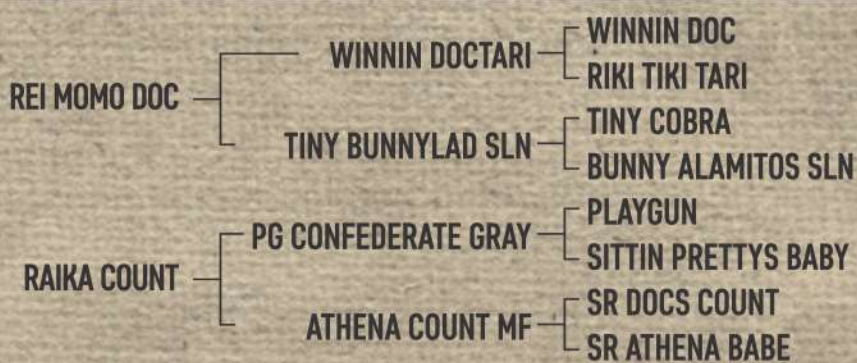 REI MOMO DOC
WINNIN DOCTARI
WINNIN DOC
RIKI TIKI TARI
TINY BUNNYLAD SLN
TINY COBRA
BUNNY ALAMITOS SLN
RAIKA COUNT
PG CONFEDERATE GRAY
PLAYGUN
SITTIN PRETTYS BABY
ATHENA COUNT MF
SR DOCS COUNT
SR ATHENA BABE